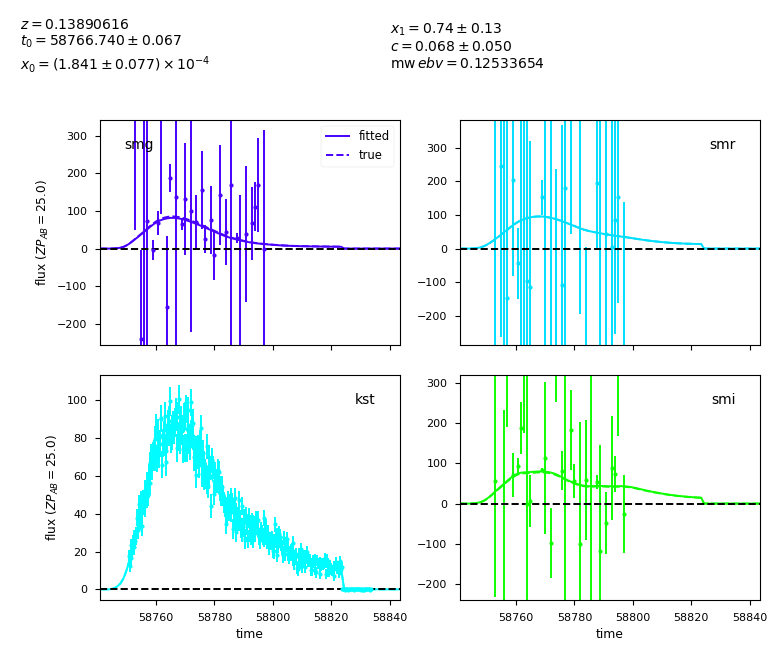 z = 0.13890616
t₀ = 58766.740 ± 0.067
x₀ = (1.841 ± 0.077) × 10⁻⁴
x₁ = 0.74 ± 0.13
c = 0.068 ± 0.050
mw ebv = 0.12533654
smg
fitted
true
300
200
100
0
−100
−200
flux (ZP_AB = 25.0)
smr
300
200
100
0
−100
−200
kst
100
80
60
40
20
0
flux (ZP_AB = 25.0)
58760 58780 58800 58820 58840
time
smi
300
200
100
0
−100
−200
58760 58780 58800 58820 58840
time